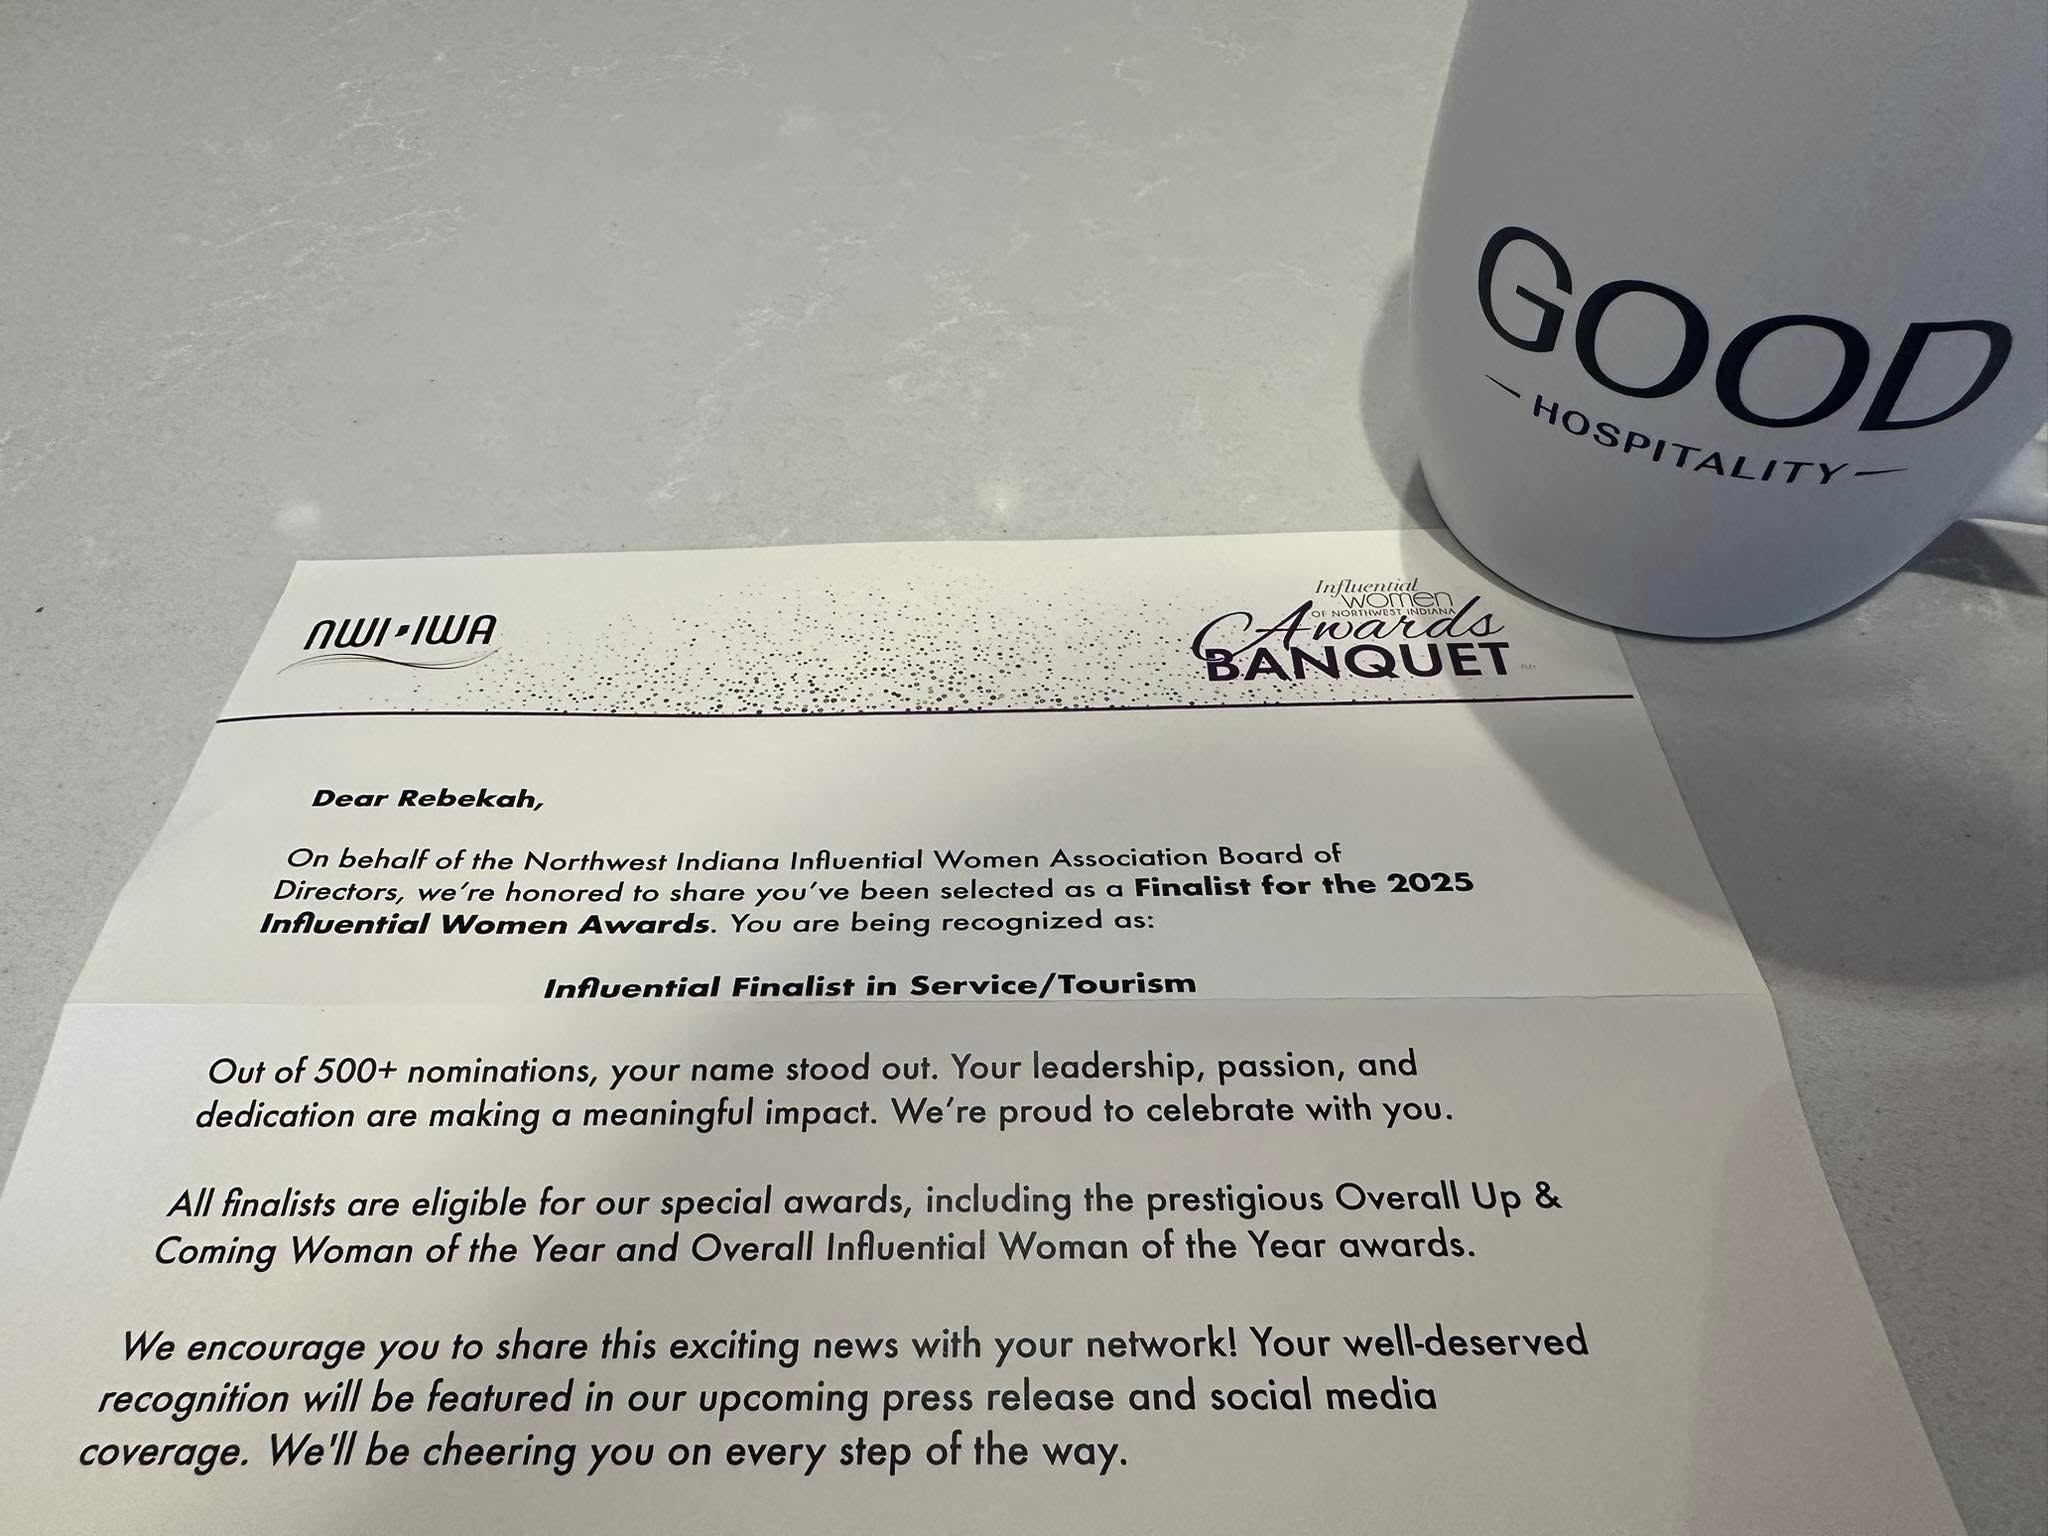 GOOD
HOSPITALITY
NWI IWA
Influential
women
OF NORTHWEST INDIANA
Awards
BANQUET
Dear Rebekah,
On behalf of the Northwest Indiana Influential Women Association Board of
Directors, we're honored to share you've been selected as a Finalist for the 2025
Influential Women Awards. You are being recognized as:
Influential Finalist in Service/Tourism
Out of 500+ nominations, your name stood out. Your leadership, passion, and
dedication are making a meaningful impact. We're proud to celebrate with you.
All finalists are eligible for our special awards, including the prestigious Overall Up &
Coming Woman of the Year and Overall Influential Woman of the Year awards.
We encourage you to share this exciting news with your network! Your well-deserved
recognition will be featured in our upcoming press release and social media
coverage. We'll be cheering you on every step of the way.